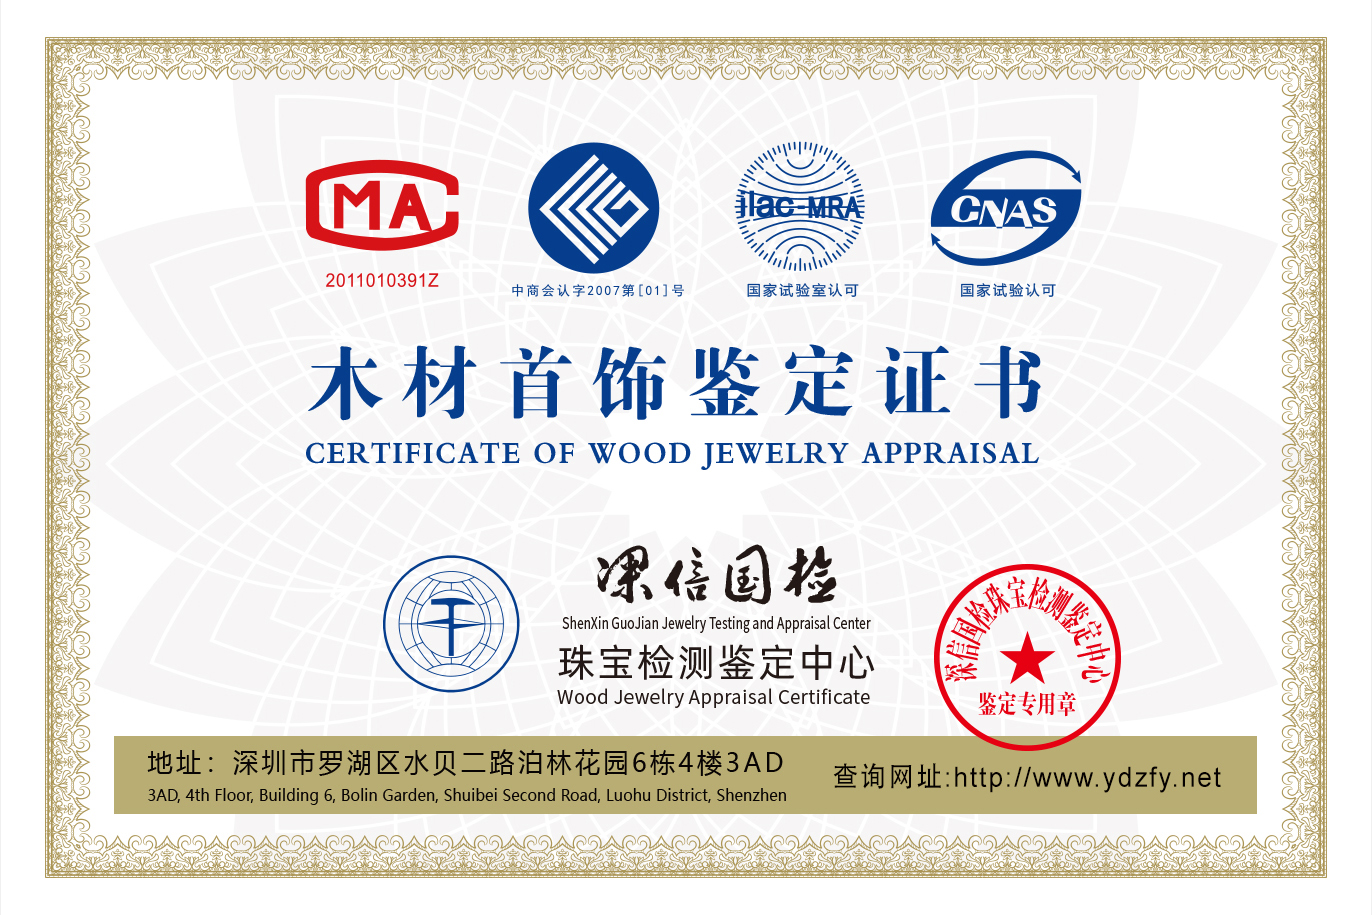 MA
ilac-MRA
CNAS
2011010391Z
中商会认字2007第[01]号
国家试验室认可
国家试验认可
木材首饰鉴定证书
CERTIFICATE OF WOOD JEWELRY APPRAISAL
深信国检
ShenXin GuoJian Jewelry Testing and Appraisal Center
珠宝检测鉴定中心
Wood Jewelry Appraisal Certificate
深信国检珠宝检测鉴定中心
鉴定专用章
地址：深圳市罗湖区水贝二路泊林花园6栋4楼3AD
3AD, 4th Floor, Building 6, Bolin Garden, Shuibei Second Road, Luohu District, Shenzhen
查询网址:http://www.ydzfy.net